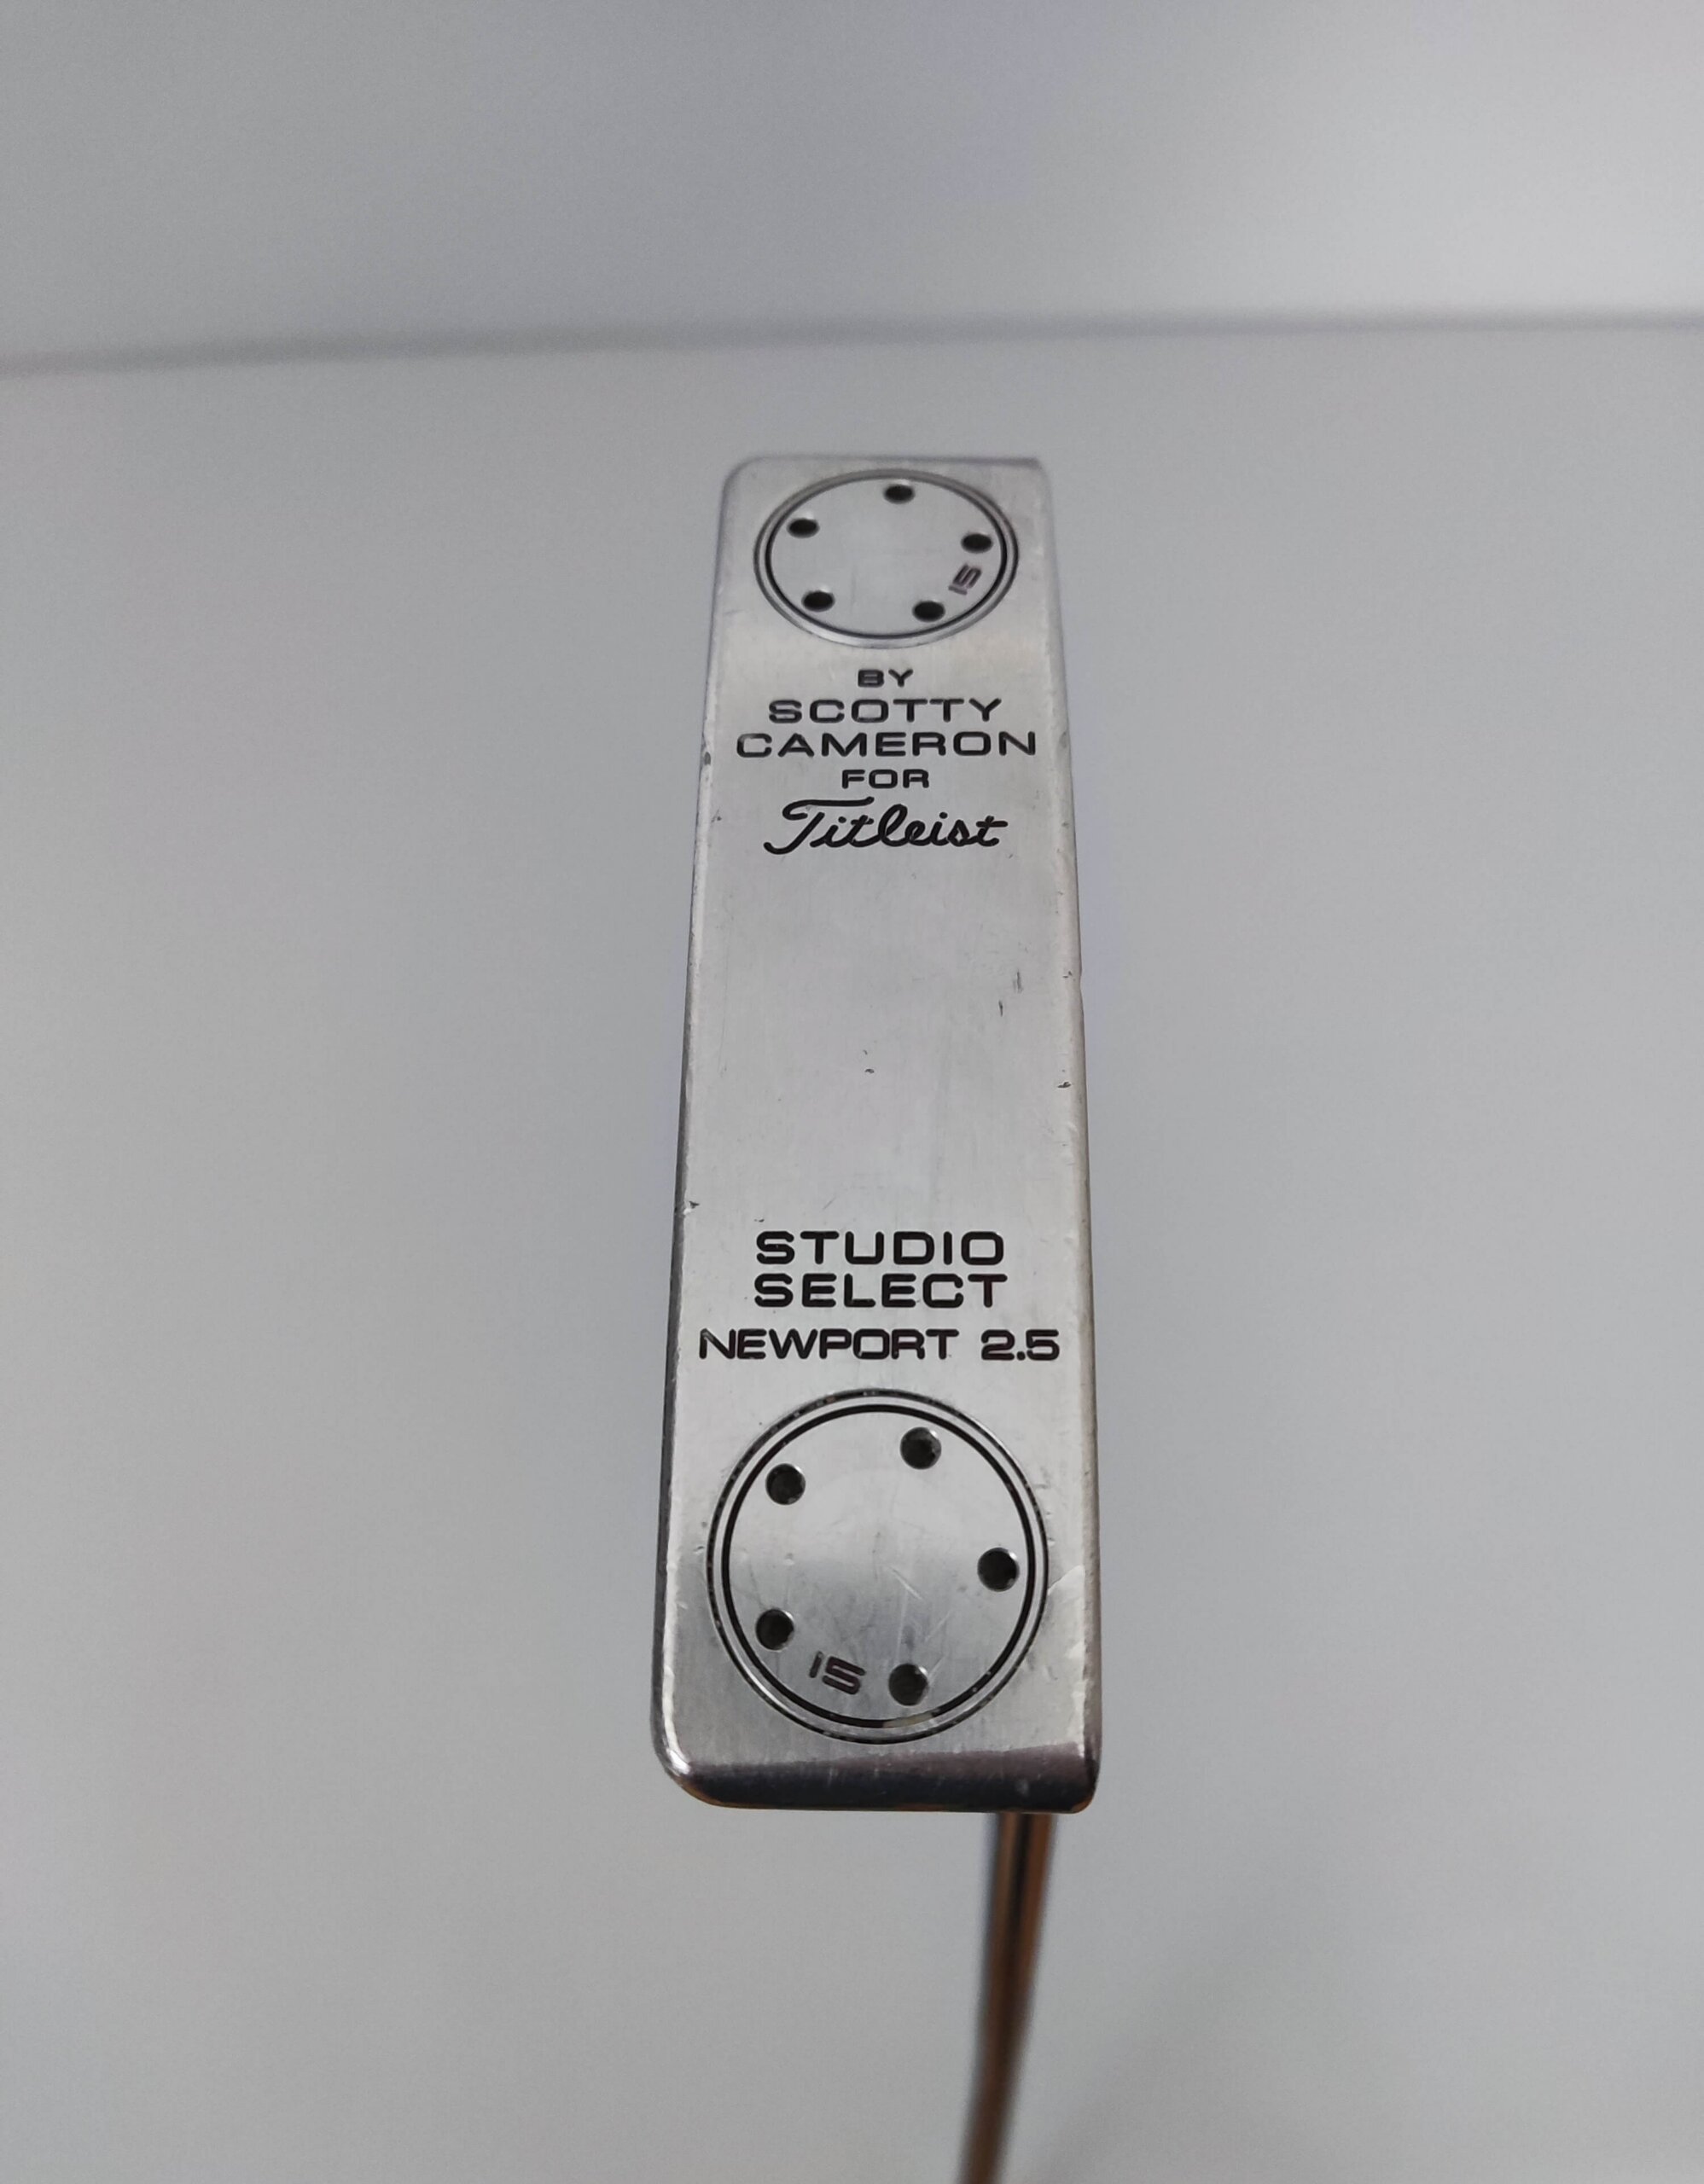 15
BY
SCOTTY
CAMERON
FOR
Titleist
STUDIO
SELECT
NEWPORT 2.5
15